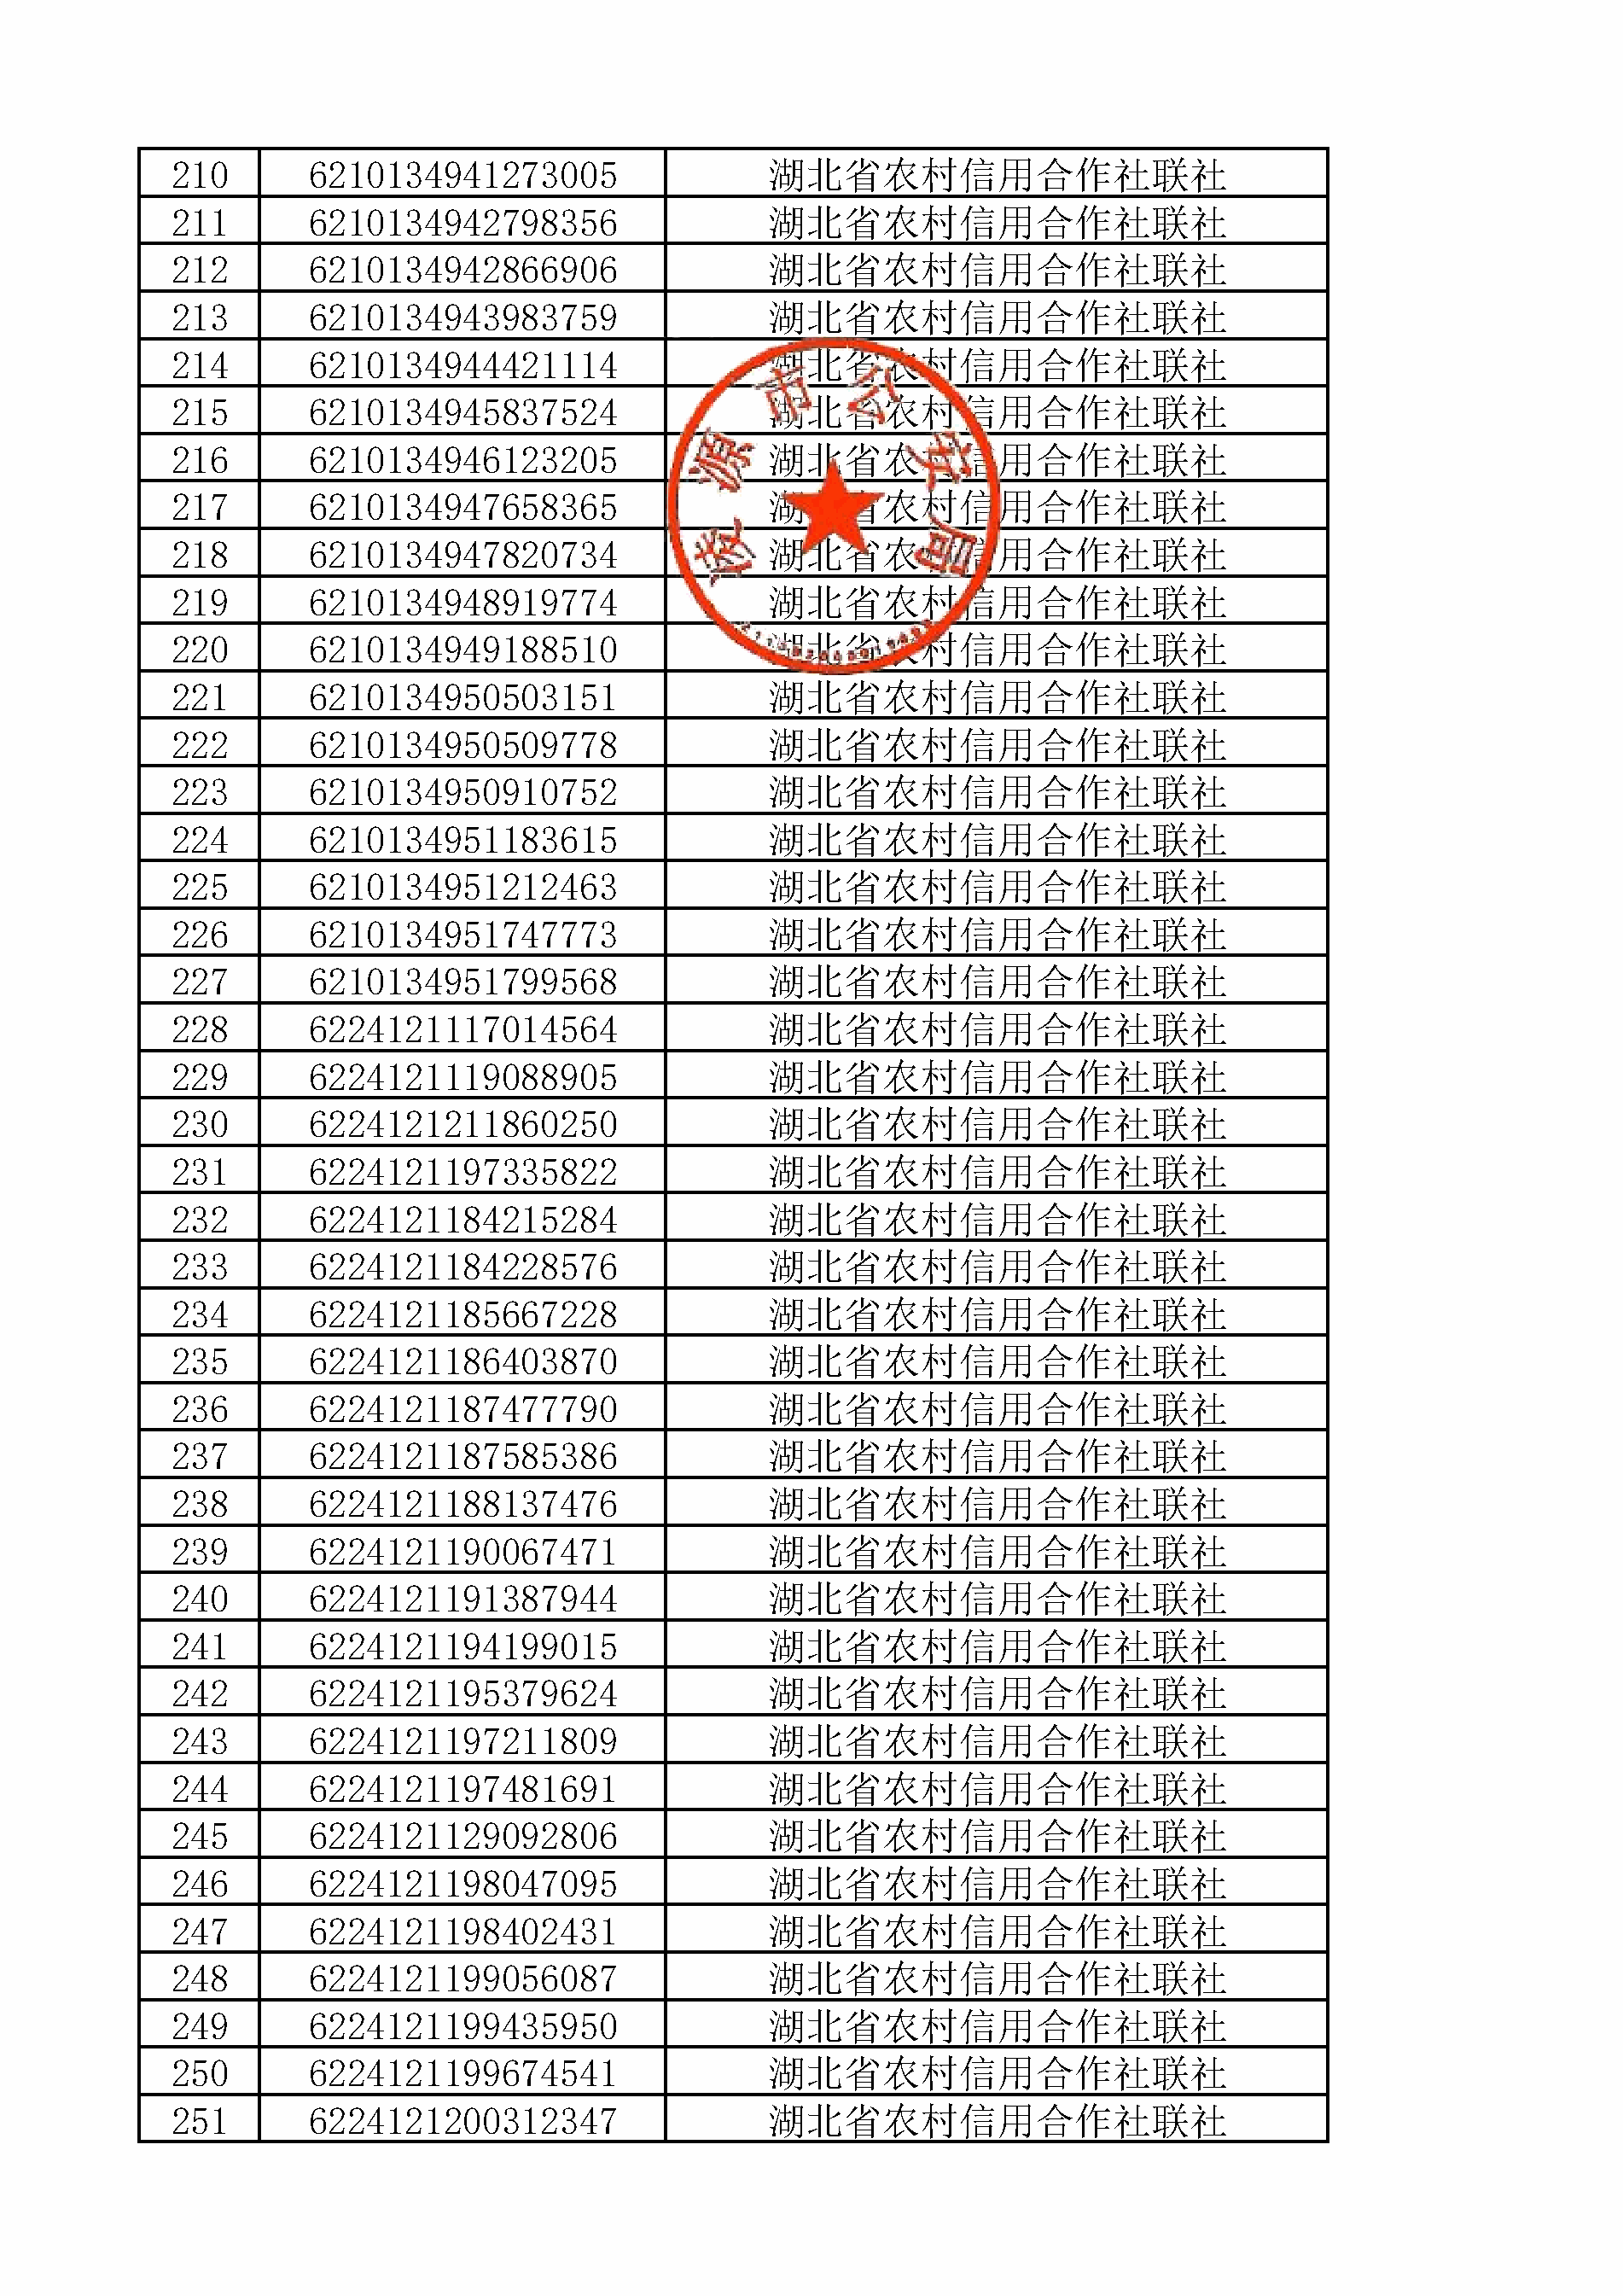 210 6210134941273005 湖北省农村信用合作社联社
211 6210134942798356 湖北省农村信用合作社联社
212 6210134942866906 湖北省农村信用合作社联社
213 6210134943983759 湖北省农村信用合作社联社
214 6210134944421114 湖北省农村信用合作社联社
215 6210134945837524 湖北省农村信用合作社联社
216 6210134946123205 湖北省农村信用合作社联社
217 6210134947658365 湖北省农村信用合作社联社
218 6210134947820734 湖北省农村信用合作社联社
219 6210134948919774 湖北省农村信用合作社联社
220 6210134949188510 湖北省农村信用合作社联社
凌源市公安局
221 6210134950503151 湖北省农村信用合作社联社
222 6210134950509778 湖北省农村信用合作社联社
223 6210134950910752 湖北省农村信用合作社联社
224 6210134951183615 湖北省农村信用合作社联社
225 6210134951212463 湖北省农村信用合作社联社
226 6210134951747773 湖北省农村信用合作社联社
227 6210134951799568 湖北省农村信用合作社联社
228 6224121117014564 湖北省农村信用合作社联社
229 6224121119088905 湖北省农村信用合作社联社
230 6224121211860250 湖北省农村信用合作社联社
231 6224121197335822 湖北省农村信用合作社联社
232 6224121184215284 湖北省农村信用合作社联社
233 6224121184228576 湖北省农村信用合作社联社
234 6224121185667228 湖北省农村信用合作社联社
235 6224121186403870 湖北省农村信用合作社联社
236 6224121187477790 湖北省农村信用合作社联社
237 6224121187585386 湖北省农村信用合作社联社
238 6224121188137476 湖北省农村信用合作社联社
239 6224121190067471 湖北省农村信用合作社联社
240 6224121191387944 湖北省农村信用合作社联社
241 6224121194199015 湖北省农村信用合作社联社
242 6224121195379624 湖北省农村信用合作社联社
243 6224121197211809 湖北省农村信用合作社联社
244 6224121197481691 湖北省农村信用合作社联社
245 6224121129092806 湖北省农村信用合作社联社
246 6224121198047095 湖北省农村信用合作社联社
247 6224121198402431 湖北省农村信用合作社联社
248 6224121199056087 湖北省农村信用合作社联社
249 6224121199435950 湖北省农村信用合作社联社
250 6224121199674541 湖北省农村信用合作社联社
251 6224121200312347 湖北省农村信用合作社联社